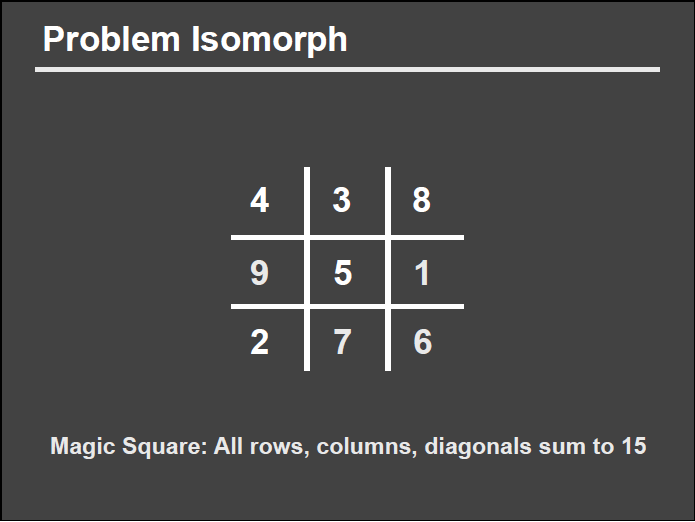 Problem Isomorph
4 3 8
9 5 1
2 7 6
Magic Square: All rows, columns, diagonals sum to 15